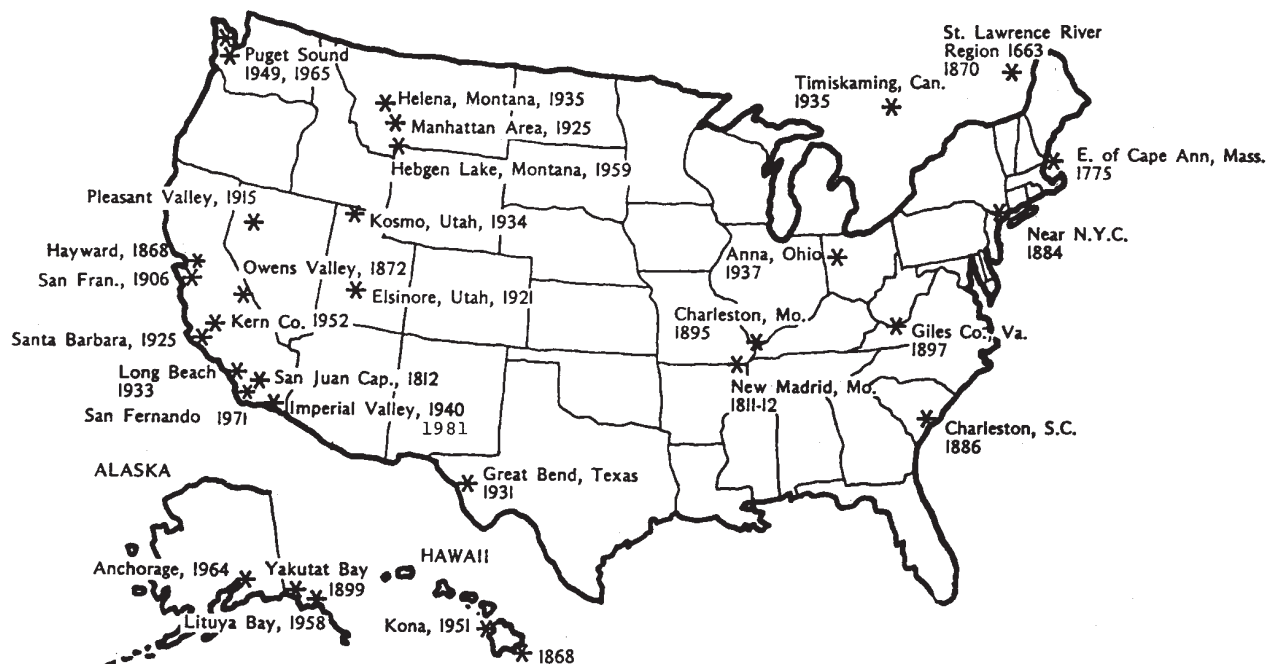 St. Lawrence River
Region 1663
1870
Timiskaming, Can.
1935
Puget Sound
1949, 1965
Helena, Montana, 1935
Manhattan Area, 1925
Hebgen Lake, Montana, 1959
E. of Cape Ann, Mass.
1775
Pleasant Valley, 1915
Kosmo, Utah, 1934
Near N.Y.C.
1884
Hayward, 1868
San Fran., 1906
Owens Valley, 1872
Elsinore, Utah, 1921
Anna, Ohio
1937
Kern Co. 1952
Santa Barbara, 1925
Charleston, Mo.
1895
Giles Co., Va.
1897
Long Beach
1933
San Juan Cap., 1812
San Fernando 1971
Imperial Valley, 1940
1981
New Madrid, Mo.
1811-12
Charleston, S.C.
1886
Great Bend, Texas
1931
ALASKA
Anchorage, 1964
Yakutat Bay
1899
Lituya Bay, 1958
HAWAII
Kona, 1951
1868